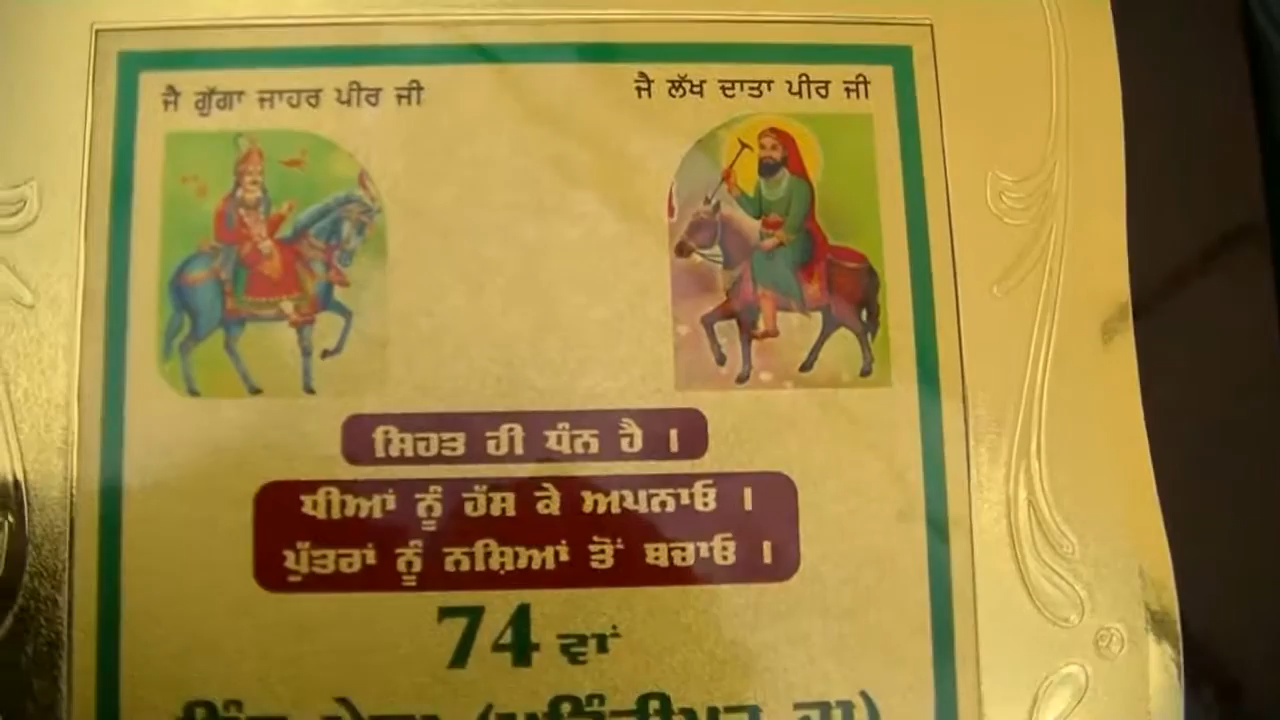 ਜੈ ਗੁੱਗਾ ਜਾਹਰ ਪੀਰ ਜੀ
ਜੈ ਲੱਖ ਦਾਤਾ ਪੀਰ ਜੀ
ਸਿਹਤ ਹੀ ਧੰਨ ਹੈ ।
ਧੀਆਂ ਨੂੰ ਹੱਸ ਕੇ ਅਪਨਾਓ ।
ਪੁੱਤਰਾਂ ਨੂੰ ਨਸ਼ਿਆਂ ਤੋਂ ਬਚਾਓ ।
74 ਵਾਂ